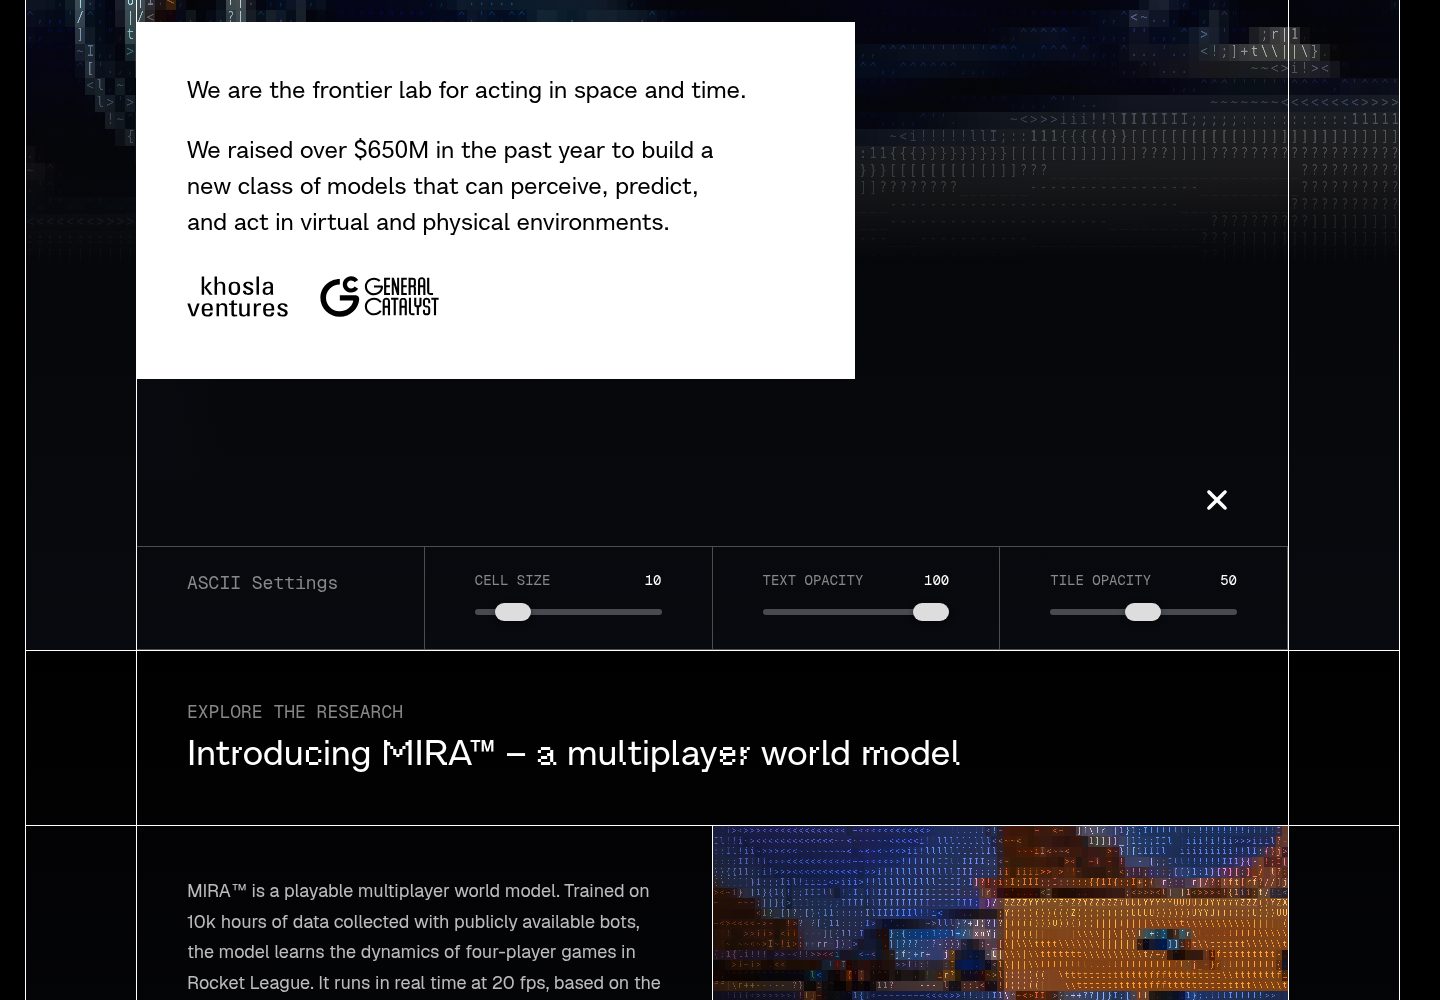 We are the frontier lab for acting in space and time.
We raised over $650M in the past year to build a
new class of models that can perceive, predict,
and act in virtual and physical environments.
khosla
ventures
GC GENERAL
CATALYST
ASCII Settings
CELL SIZE 10
TEXT OPACITY 100
TILE OPACITY 50
EXPLORE THE RESEARCH
Introducing MIRA™ – a multiplayer world model
MIRA™ is a playable multiplayer world model. Trained on
10k hours of data collected with publicly available bots,
the model learns the dynamics of four-player games in
Rocket League. It runs in real time at 20 fps, based on the